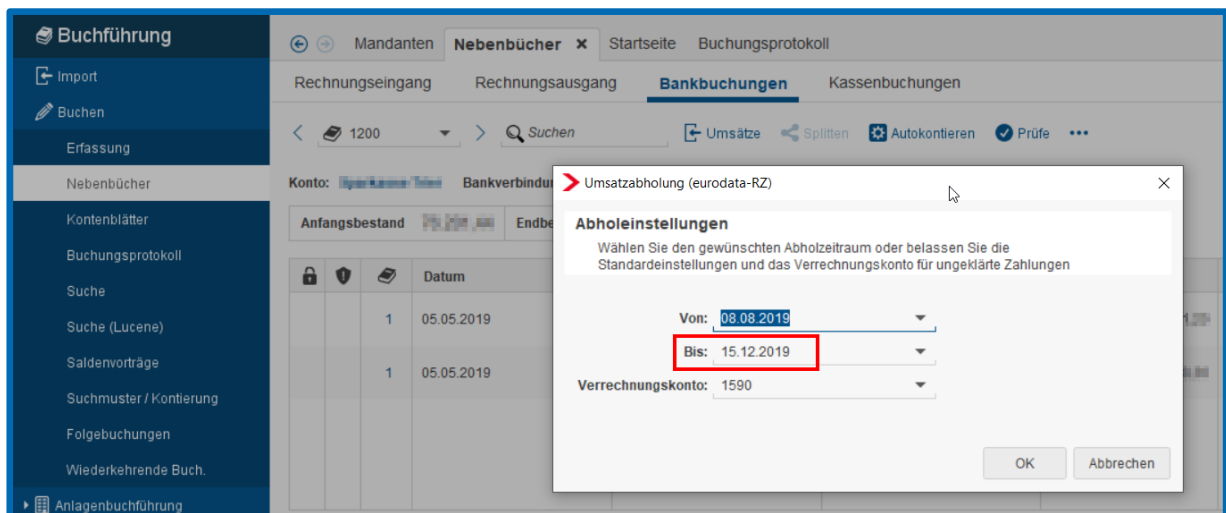 Buchführung
Import
Buchen
Erfassung
Nebenbücher
Kontenblätter
Buchungsprotokoll
Suche
Suche (Lucene)
Saldenvorträge
Suchmuster / Kontierung
Folgebuchungen
Wiederkehrende Buch.
Anlagenbuchführung
Mandanten Nebenbücher Startseite Buchungsprotokoll
Rechnungseingang Rechnungsausgang Bankbuchungen Kassenbuchungen
1200 Suchen Umsätze Splitten Autokontieren Prüfe
Konto: Bankverbindu
Anfangsbestand Endbe
Datum
1 05.05.2019
1 05.05.2019
Umsatzabholung (eurodata-RZ)
Abholeinstellungen
Wählen Sie den gewünschten Abholzeitraum oder belassen Sie die
Standardeinstellungen und das Verrechnungskonto für ungeklärte Zahlungen
Von: 08.08.2019
Bis: 15.12.2019
Verrechnungskonto: 1590
OK Abbrechen